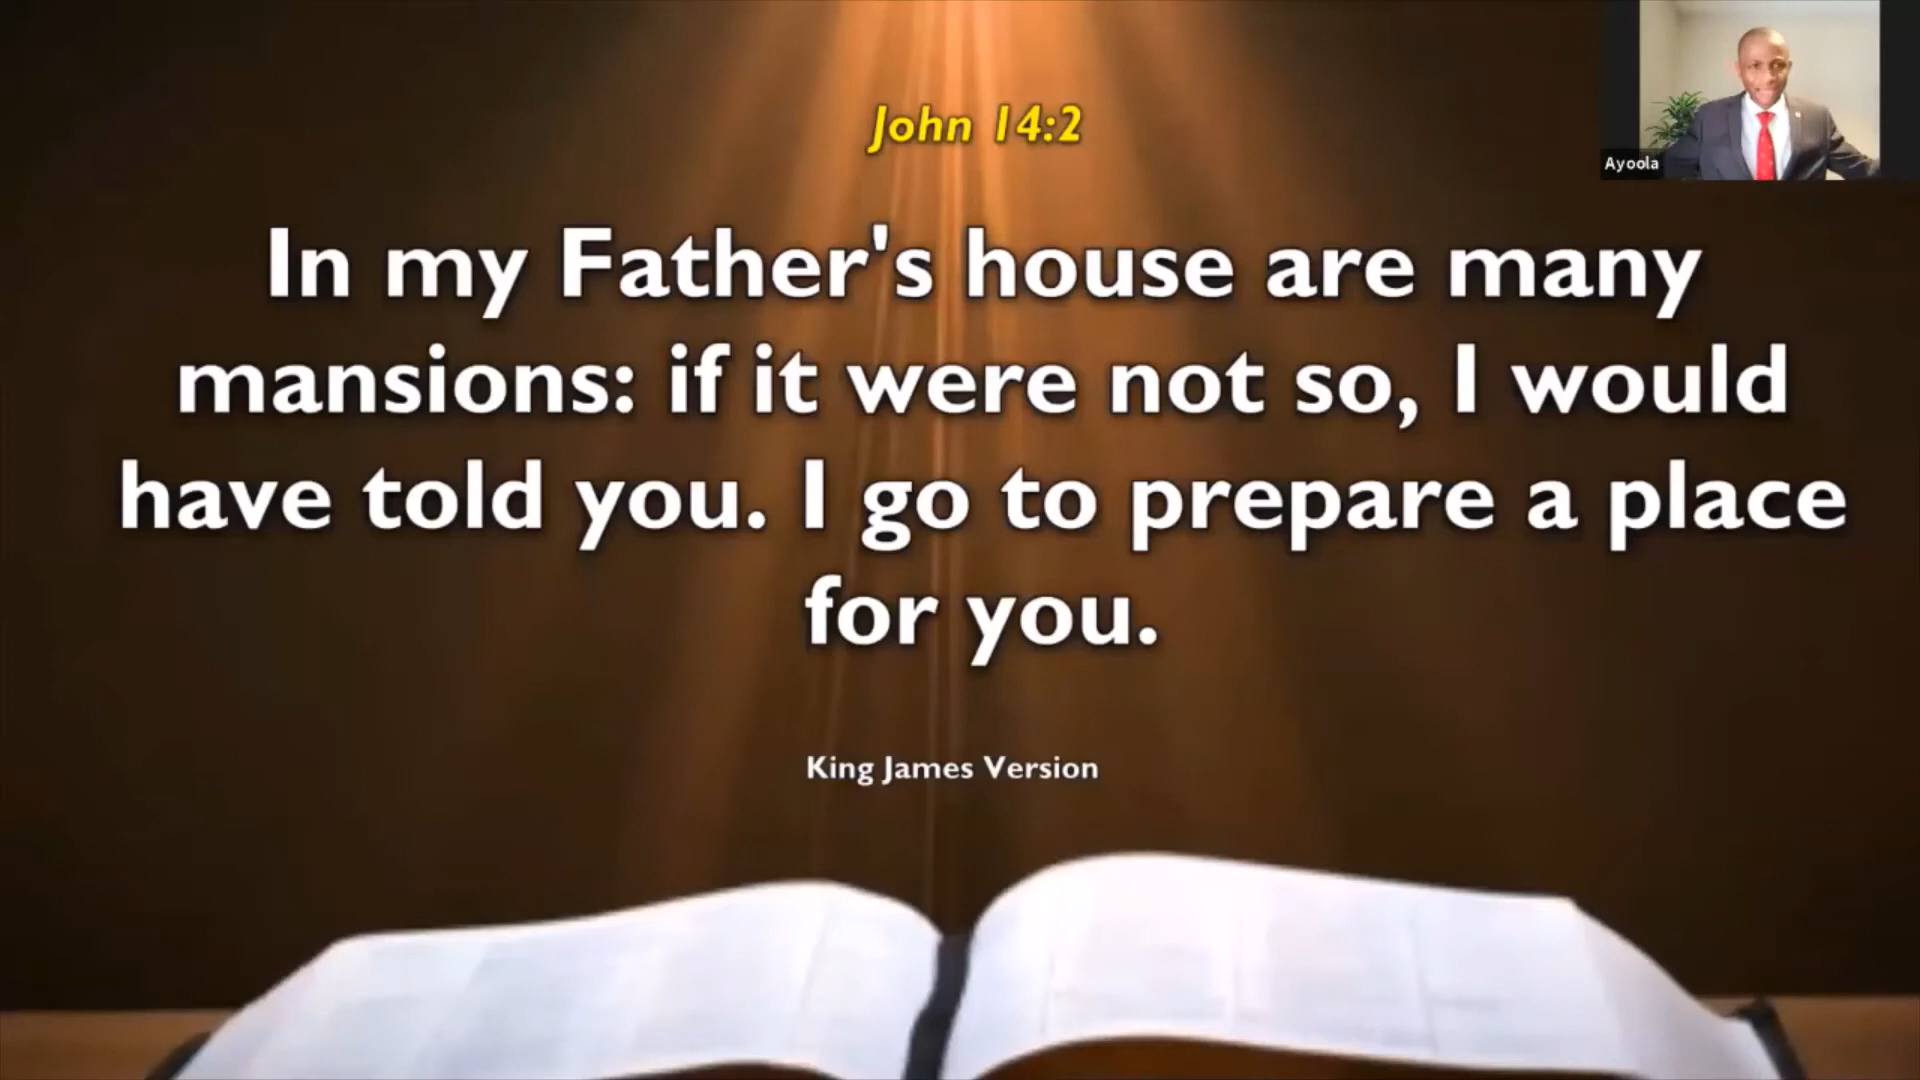 John 14:2
Ayoola
In my Father's house are many
mansions: if it were not so, I would
have told you. I go to prepare a place
for you.
King James Version